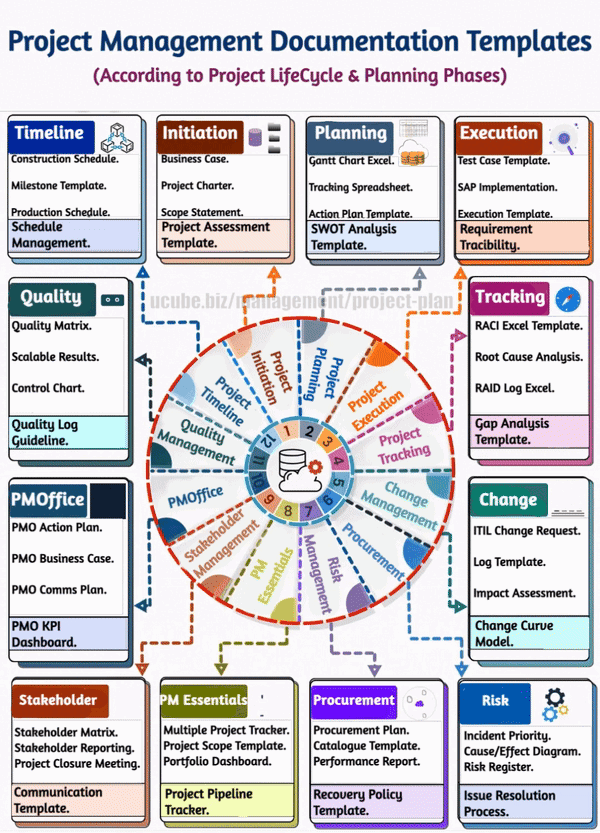 Project Management Documentation Templates
(According to Project LifeCycle & Planning Phases)
Timeline
Construction Schedule.
Milestone Template.
Production Schedule.
Schedule
Management.
Initiation
Business Case.
Project Charter.
Scope Statement.
Project Assessment
Template.
Planning
Gantt Chart Excel.
Tracking Spreadsheet.
Action Plan Template.
SWOT Analysis
Template.
Execution
Test Case Template.
SAP Implementation.
Execution Template.
Requirement
Tracibility.
ucube.biz/management/project-plan
Quality
Quality Matrix.
Scalable Results.
Control Chart.
Quality Log
Guideline.
Tracking
RACI Excel Template.
Root Cause Analysis.
RAID Log Excel.
Gap Analysis
Template.
Project
Initiation
Project
Planning
Project
Execution
Project
Tracking
Change
Management
Procurement
Risk
Management
PM
Essentials
Stakeholder
Management
PMOffice
Quality
Management
Project
Timeline
1
2
3
4
5
6
7
8
9
10
11
12
PMOffice
PMO Action Plan.
PMO Business Case.
PMO Comms Plan.
PMO KPI
Dashboard.
Change
ITIL Change Request.
Log Template.
Impact Assessment.
Change Curve
Model.
Stakeholder
Stakeholder Matrix.
Stakeholder Reporting.
Project Closure Meeting.
Communication
Template.
PM Essentials
Multiple Project Tracker.
Project Scope Template.
Portfolio Dashboard.
Project Pipeline
Tracker.
Procurement
Procurement Plan.
Catalogue Template.
Performance Report.
Recovery Policy
Template.
Risk
Incident Priority.
Cause/Effect Diagram.
Risk Register.
Issue Resolution
Process.